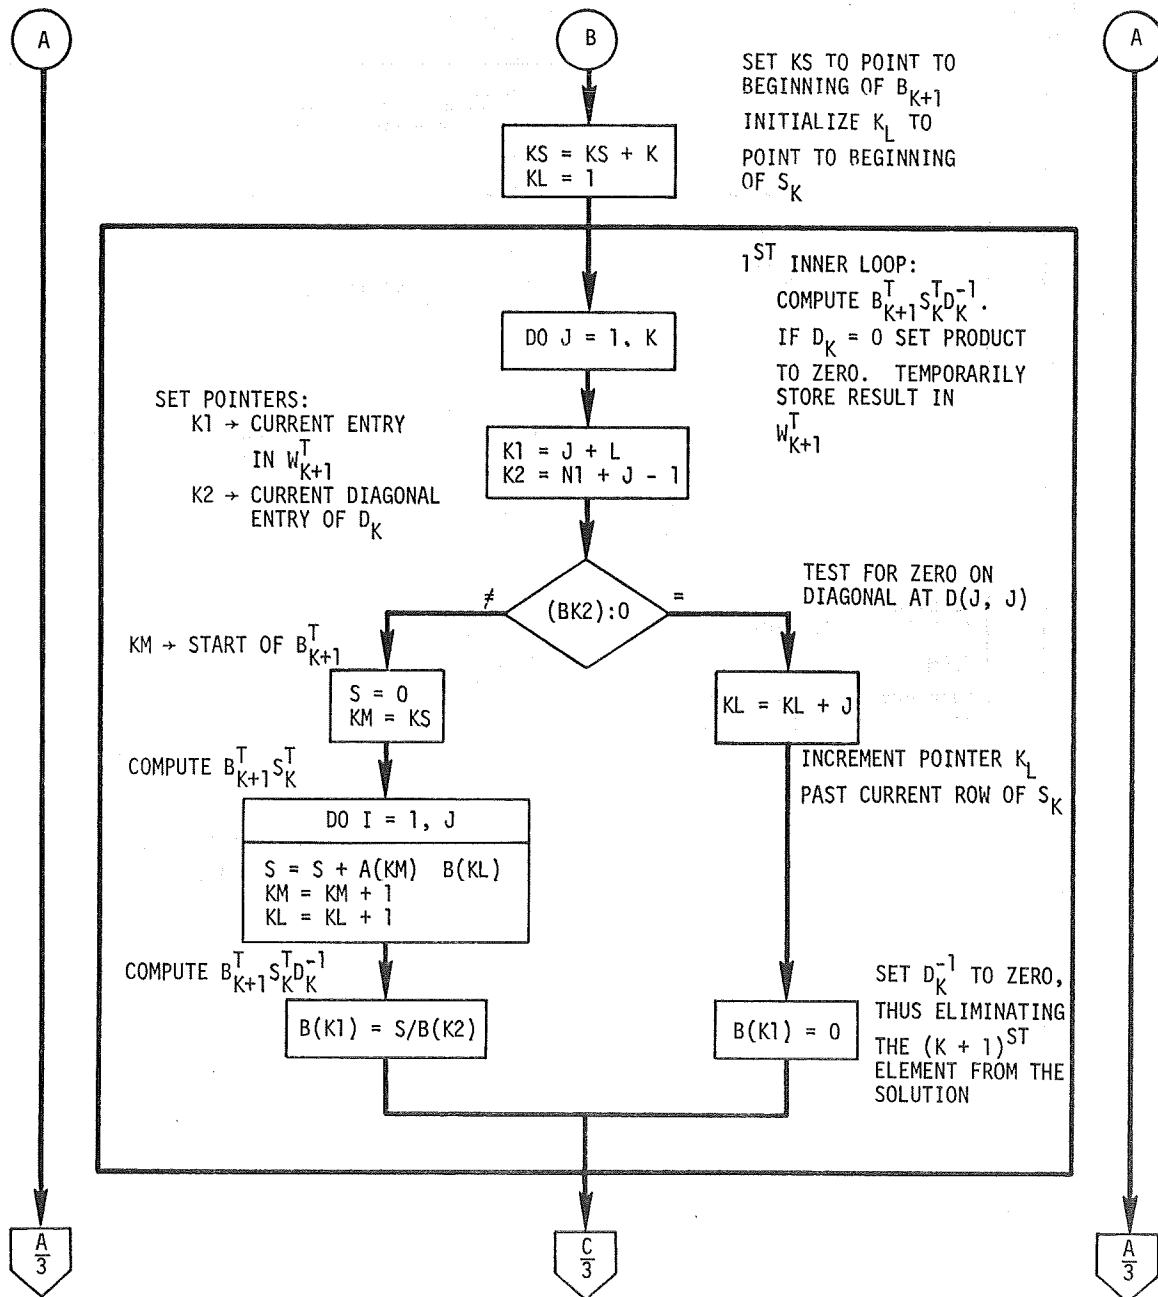 A
B
A
SET KS TO POINT TO
BEGINNING OF B_{K+1}
INITIALIZE K_L TO
POINT TO BEGINNING
OF S_K
KS = KS + K
KL = 1
1^{ST} INNER LOOP:
COMPUTE B^T_{K+1}S^T_KD^{-1}_K.
IF D_K = 0 SET PRODUCT
TO ZERO. TEMPORARILY
STORE RESULT IN
W^T_{K+1}
DO J = 1, K
SET POINTERS:
K1 → CURRENT ENTRY
IN W^T_{K+1}
K2 → CURRENT DIAGONAL
ENTRY OF D_K
K1 = J + L
K2 = N1 + J - 1
TEST FOR ZERO ON
DIAGONAL AT D(J, J)
≠
(BK2):0
=
KM → START OF B^T_{K+1}
S = 0
KM = KS
KL = KL + J
INCREMENT POINTER K_L
PAST CURRENT ROW OF S_K
COMPUTE B^T_{K+1}S^T_K
DO I = 1, J
S = S + A(KM) B(KL)
KM = KM + 1
KL = KL + 1
COMPUTE B^T_{K+1}S^T_KD^{-1}_K
B(K1) = S/B(K2)
B(K1) = 0
SET D^{-1}_K TO ZERO,
THUS ELIMINATING
THE (K + 1)^{ST}
ELEMENT FROM THE
SOLUTION
A
3
C
3
A
3